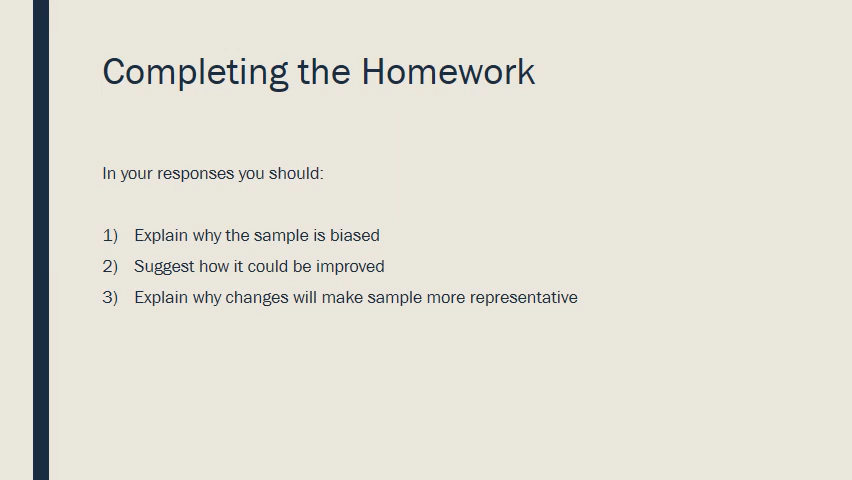 Completing the Homework
In your responses you should:
1) Explain why the sample is biased
2) Suggest how it could be improved
3) Explain why changes will make sample more representative